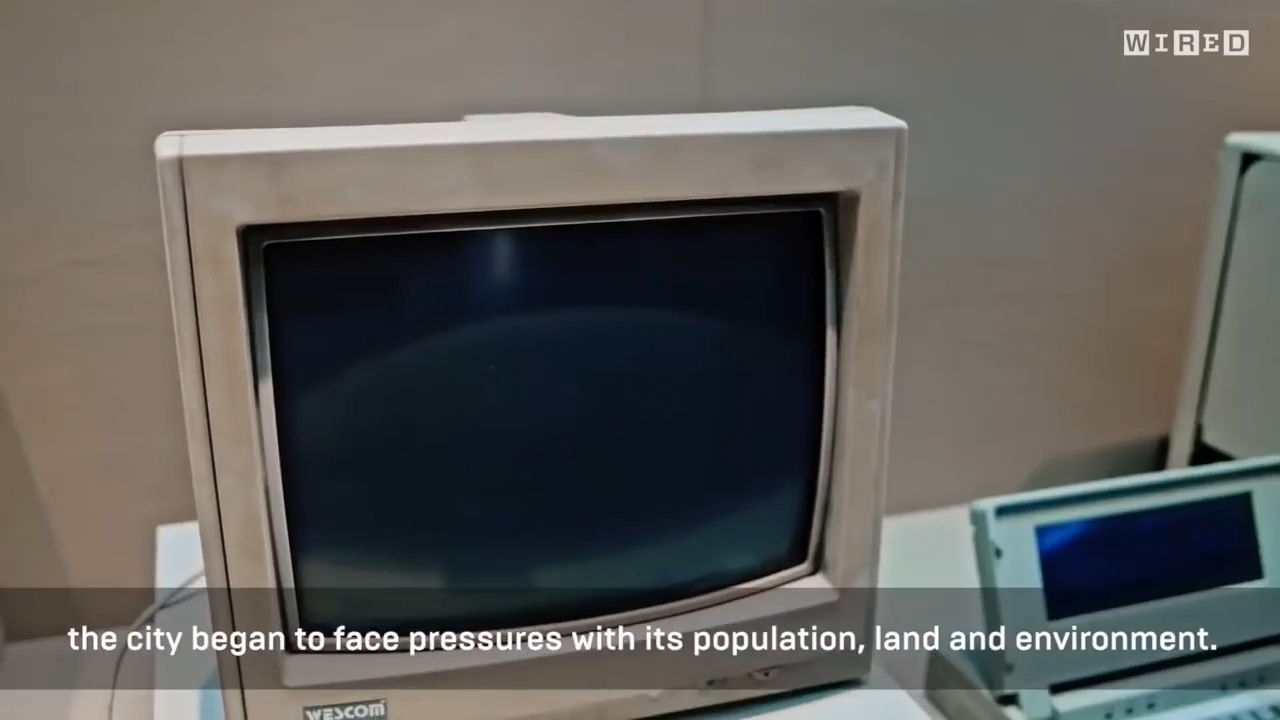 WIRED
the city began to face pressures with its population, land and environment.
WESCOM